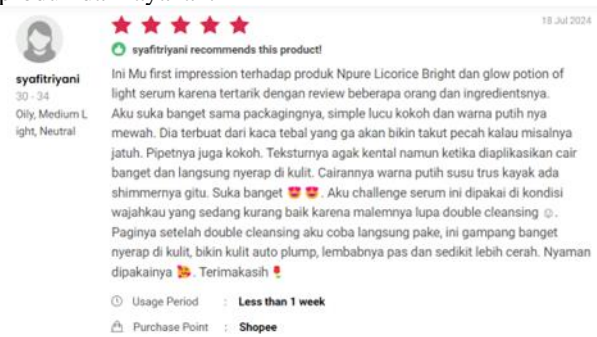 18 Jul 2024
syafitriyani recommends this product!
syafitriyani
30 - 34
Oily, Medium L
ight, Neutral
Ini Mu first impression terhadap produk Npure Licorice Bright dan glow potion of
light serum karena tertarik dengan review beberapa orang dan ingredientsnya.
Aku suka banget sama packagingnya, simple lucu kokoh dan warna putih nya
mewah. Dia terbuat dari kaca tebal yang ga akan bikin takut pecah kalau misalnya
jatuh. Pipetnya juga kokoh. Teksturnya agak kental namun ketika diaplikasikan cair
banget dan langsung nyerap di kulit. Cairannya warna putih susu trus kayak ada
shimmernya gitu. Suka banget 😍 😍. Aku challenge serum ini dipakai di kondisi
wajahkau yang sedang kurang baik karena malemnya lupa double cleansing ☺.
Paginya setelah double cleansing aku coba langsung pake, ini gampang banget
nyerap di kulit, bikin kulit auto plump, lembabnya pas dan sedikit lebih cerah. Nyaman
dipakainya 🥰. Terimakasih 🌹
Usage Period : Less than 1 week
Purchase Point : Shopee